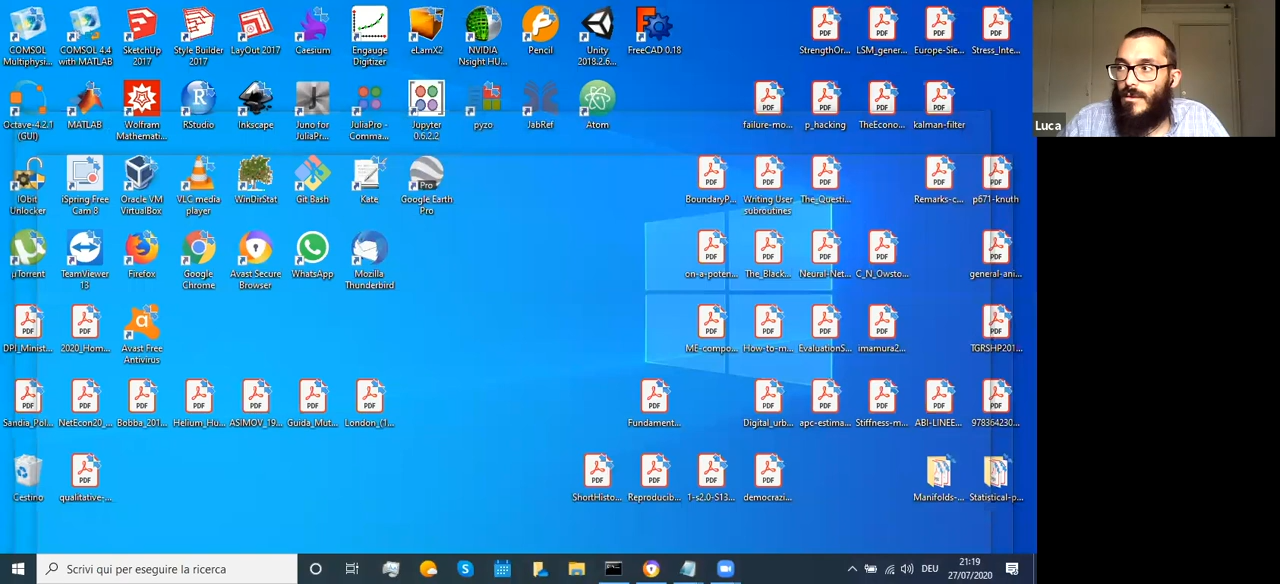 COMSOL Multiphysi...
COMSOL 4.4 with MATLAB
SketchUp 2017
Style Builder 2017
LayOut 2017
Caesium
Engauge Digitizer
eLamX2
NVIDIA Nsight HU...
Pencil
Unity 2018.2.6...
FreeCAD 0.18
StrengthOr...
LSM_gener...
Europe-Sie...
Stress_Inte...
Octave-4.2.1 (GUI)
MATLAB
Wolfram Mathemati...
RStudio
Inkscape
Juno for JuliaPr...
JuliaPro - Comma...
Jupyter 0.6.2.2
pyzo
JabRef
Atom
failure-mo...
p_hacking
TheEcono...
kalman-filter
IObit Unlocker
iSpring Free Cam 8
Oracle VM VirtualBox
VLC media player
WinDirStat
Git Bash
Kate
Pro
Google Earth Pro
BoundaryP...
Writing User subroutines
The_Questi...
Remarks-c...
p671-knuth
µTorrent
TeamViewer 13
Firefox
Google Chrome
Avast Secure Browser
WhatsApp
Mozilla Thunderbird
on-a-poten...
The_Black...
Neural-Net...
C_N_Owsto...
general-ani...
DPI_Minist...
2020_Hom...
Avast Free Antivirus
ME-compo...
How-to-m...
EvaluationS...
imamura2...
TGRSHP201...
Sandia_Pol...
NetEcon20_...
Bobba_201...
Helium_Hu...
ASIMOV_19...
Guida_Mut...
London_(1...
Fundament...
Digital_urb...
apc-estima...
Stiffness-m...
ABI-LINEE...
978364230...
Cestino
qualitative-...
ShortHisto...
Reproducib...
1-s2.0-S13...
democrazi...
Manifolds-...
Statistical-p...
Scrivi qui per eseguire la ricerca
DEU
21:19
27/07/2020
Luca